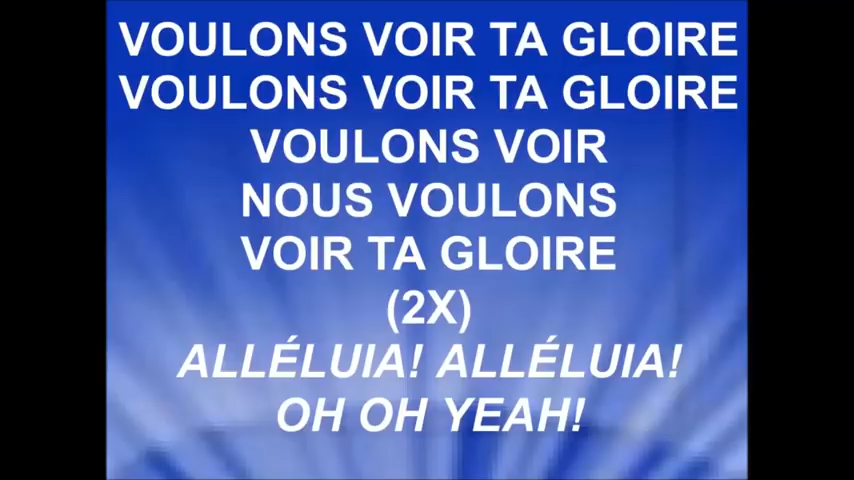 VOULONS VOIR TA GLOIRE
VOULONS VOIR TA GLOIRE
VOULONS VOIR
NOUS VOULONS
VOIR TA GLOIRE
(2X)
ALLÉLUIA! ALLÉLUIA!
OH OH YEAH!